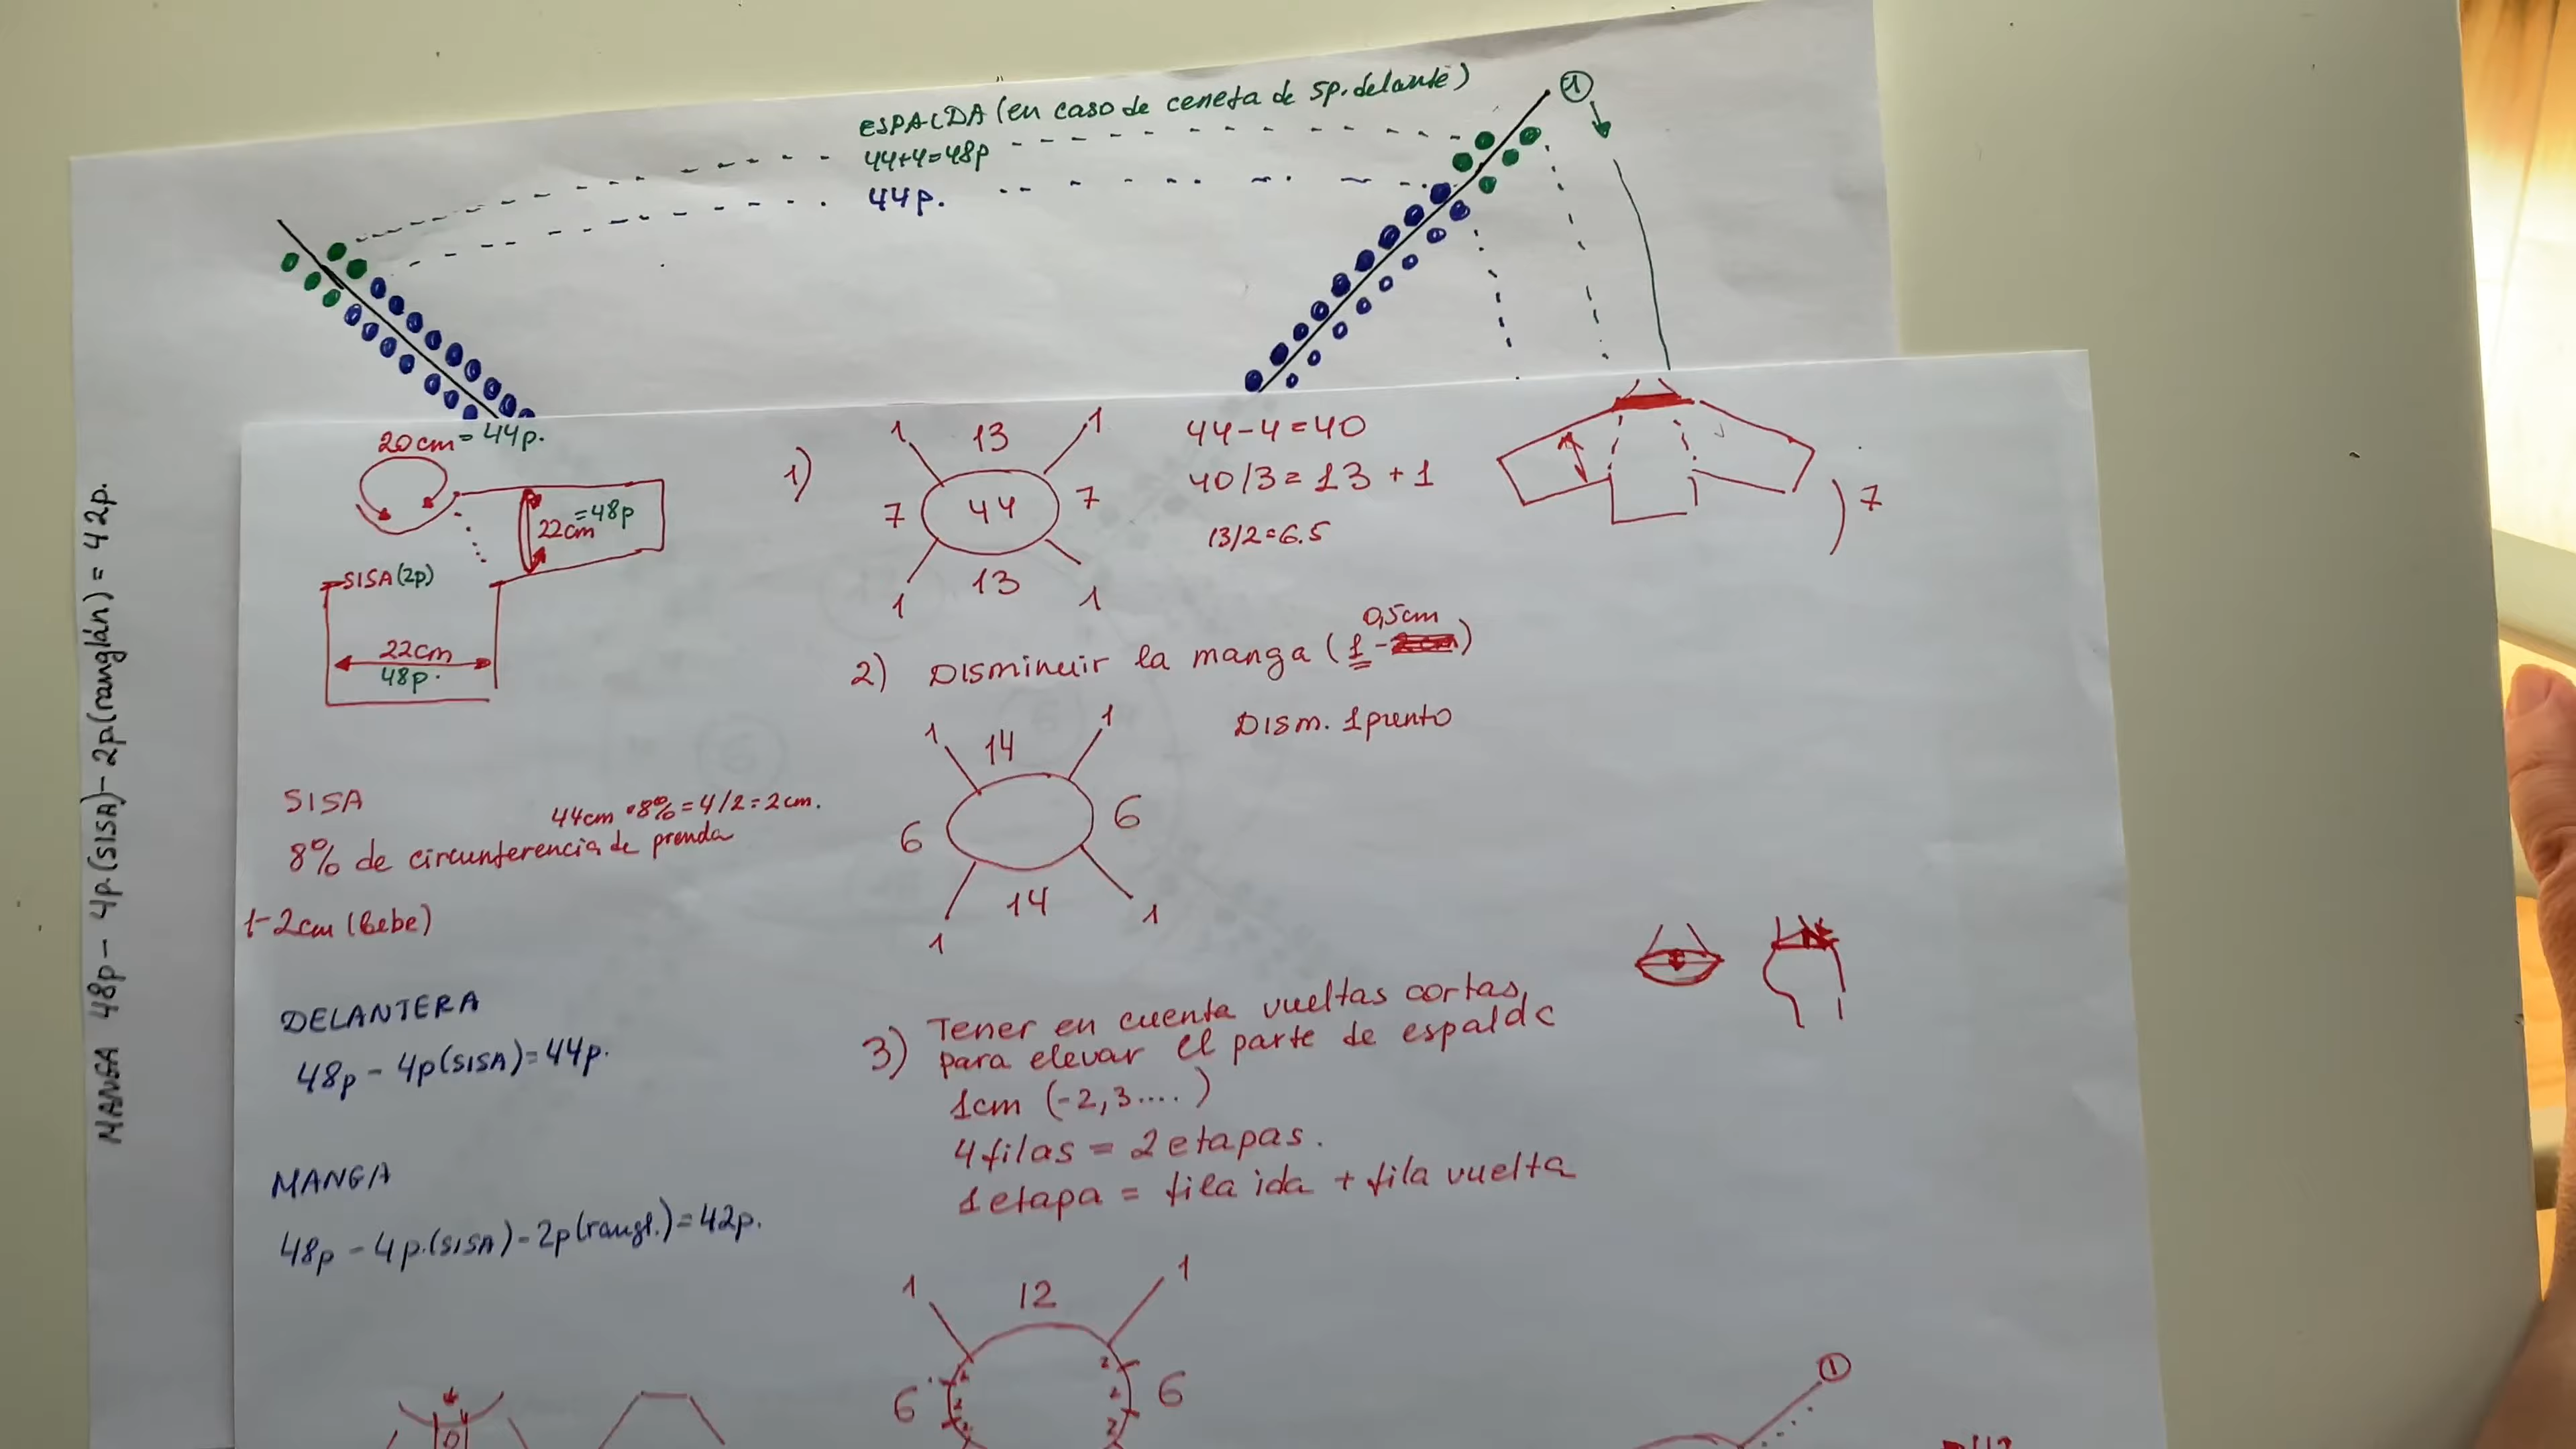 ESPALDA (en caso de ceneta de sp. delante)
44+4=48p
44p.
1
MANGA 48p - 4p (SISA) - 2p (ranglán) = 42p.
20cm = 44p.
22cm = 48p
SISA (2p)
22cm
48p.
SISA
44cm · 8% = 4/2 = 2cm.
8% de circunferencia de prenda
1-2cm (bebe)
DELANTERA
48p - 4p (SISA) = 44p.
MANGA
48p - 4p. (SISA) - 2p (rangl.) = 42p.
1)
1 13 1
7 44 7
1 13 1
44-4=40
40/3=13+1
13/2=6.5
7
0,5cm
2) Disminuir la manga (1 - )
Dism. 1 punto
1 14 1
6 6
1 14 1
3) Tener en cuenta vueltas cortas,
para elevar el parte de espalda
1cm (-2,3....)
4 filas = 2 etapas.
1 etapa = fila ida + fila vuelta
1 12 1
6 6
1